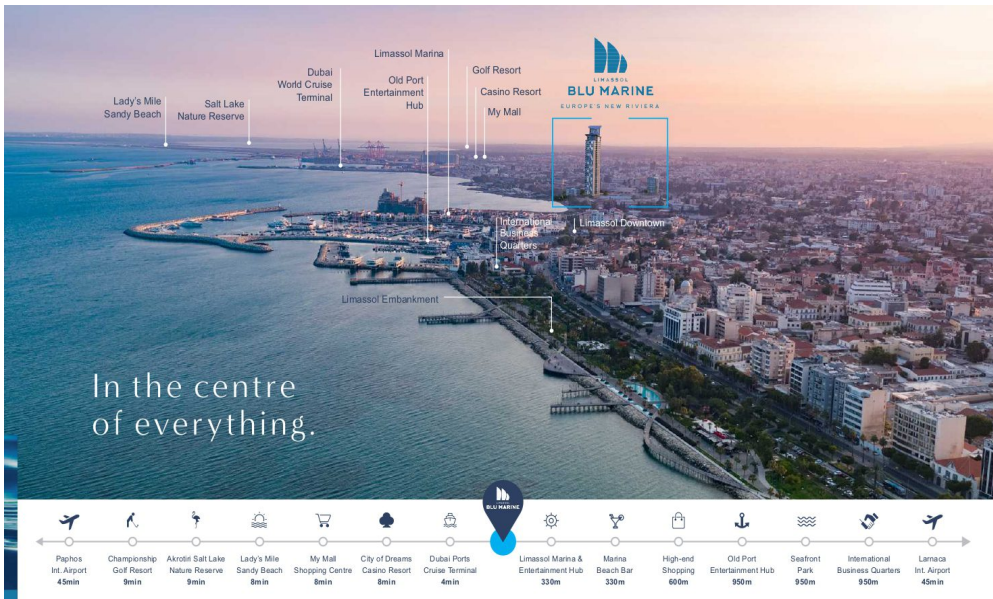 Lady's Mile
Sandy Beach
Salt Lake
Nature Reserve
Dubai
World Cruise
Terminal
Limassol Marina
Old Port
Entertainment
Hub
Golf Resort
Casino Resort
My Mall
LIMASSOL
BLU MARINE
EUROPE'S NEW RIVIERA
International
Business
Quarters
Limassol Downtown
Limassol Embankment
In the centre
of everything.
LIMASSOL
BLU MARINE
Paphos
Int. Airport
45min
Championship
Golf Resort
9min
Akrotin Salt Lake
Nature Reserve
9min
Lady's Mile
Sandy Beach
8min
My Mall
Shopping Centre
8min
City of Dreams
Casino Resort
8min
Dubai Ports
Cruise Terminal
4min
Limassol Marina &
Entertainment Hub
330m
Marina
Beach Bar
330m
High-end
Shopping
600m
Old Port
Entertainment Hub
950m
Seafront
Park
950m
International
Business Quarters
950m
Larnaca
Int. Airport
45min